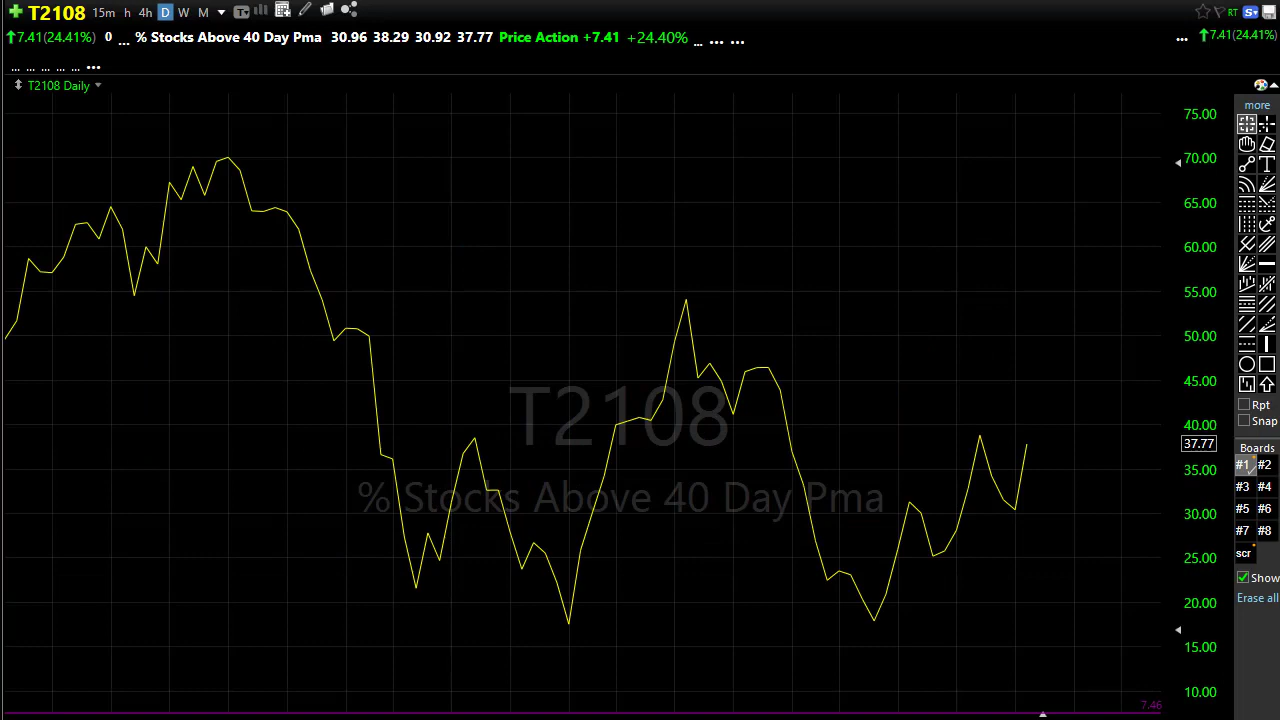 T2108 15m h 4h D W M T RT S
7.41(24.41%) 0 ... % Stocks Above 40 Day Pma 30.96 38.29 30.92 37.77 Price Action +7.41 +24.40% ... ... ... ... 7.41(24.41%)
... ... ... ... ... ...
T2108 Daily
more
75.00
70.00
65.00
60.00
55.00
50.00
45.00
40.00
37.77
35.00
30.00
25.00
20.00
15.00
10.00
7.46
T2108
% Stocks Above 40 Day Pma
T
Rpt
Snap
Boards
#1 #2
#3 #4
#5 #6
#7 #8
scr
Show
Erase all